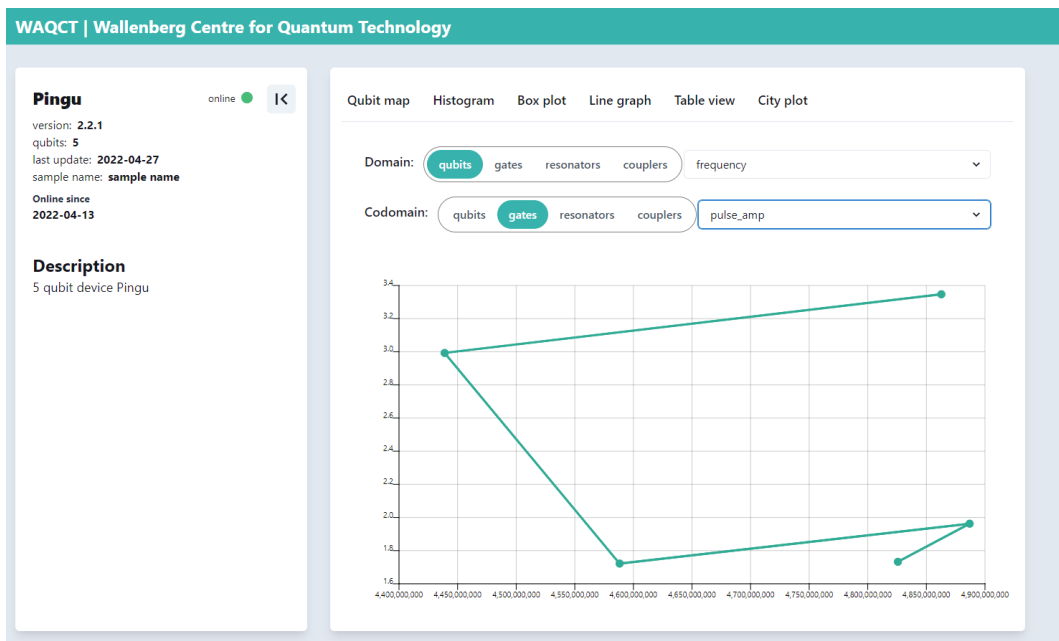 WAQCT | Wallenberg Centre for Quantum Technology
Pingu
online
version: 2.2.1
qubits: 5
last update: 2022-04-27
sample name: sample name
Online since
2022-04-13
Description
5 qubit device Pingu
Qubit map Histogram Box plot Line graph Table view City plot
Domain: qubits gates resonators couplers frequency
Codomain: qubits gates resonators couplers pulse_amp
3.4
3.2
3.0
2.8
2.6
2.4
2.2
2.0
1.8
1.6
4,400,000,000 4,450,000,000 4,500,000,000 4,550,000,000 4,600,000,000 4,650,000,000 4,700,000,000 4,750,000,000 4,800,000,000 4,850,000,000 4,900,000,000